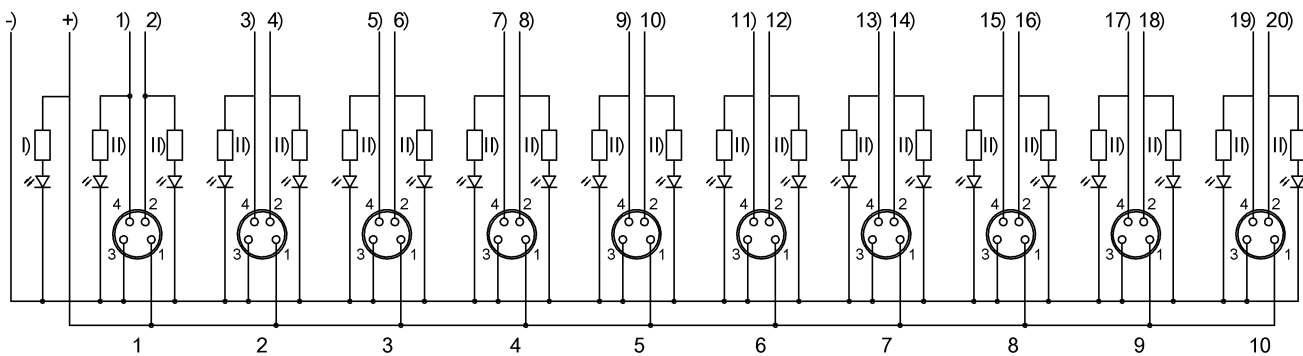 -) +) 1) 2) 3) 4) 5) 6) 7) 8) 9) 10) 11) 12) 13) 14) 15) 16) 17) 18) 19) 20)
I) II) II) II) II) II) II) II) II) II) II) II) II) II) II) II) II) II) II) II) II)
4 2 4 2 4 2 4 2 4 2 4 2 4 2 4 2 4 2 4 2
3 1 3 1 3 1 3 1 3 1 3 1 3 1 3 1 3 1 3 1
1 2 3 4 5 6 7 8 9 10